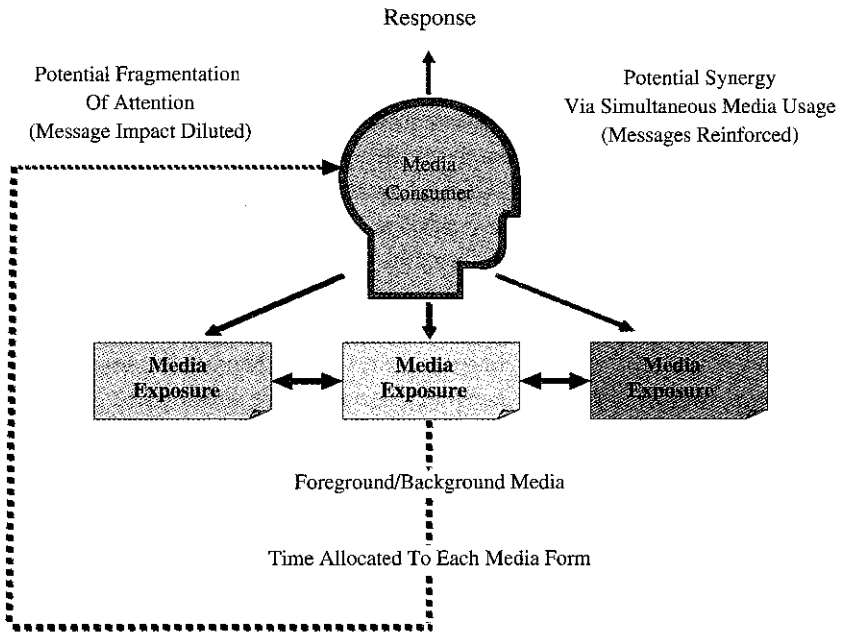 Response
Potential Fragmentation
Of Attention
(Message Impact Diluted)
Potential Synergy
Via Simultaneous Media Usage
(Messages Reinforced)
Media
Consumer
Media
Exposure
Media
Exposure
Media
Exposure
Foreground/Background Media
Time Allocated To Each Media Form